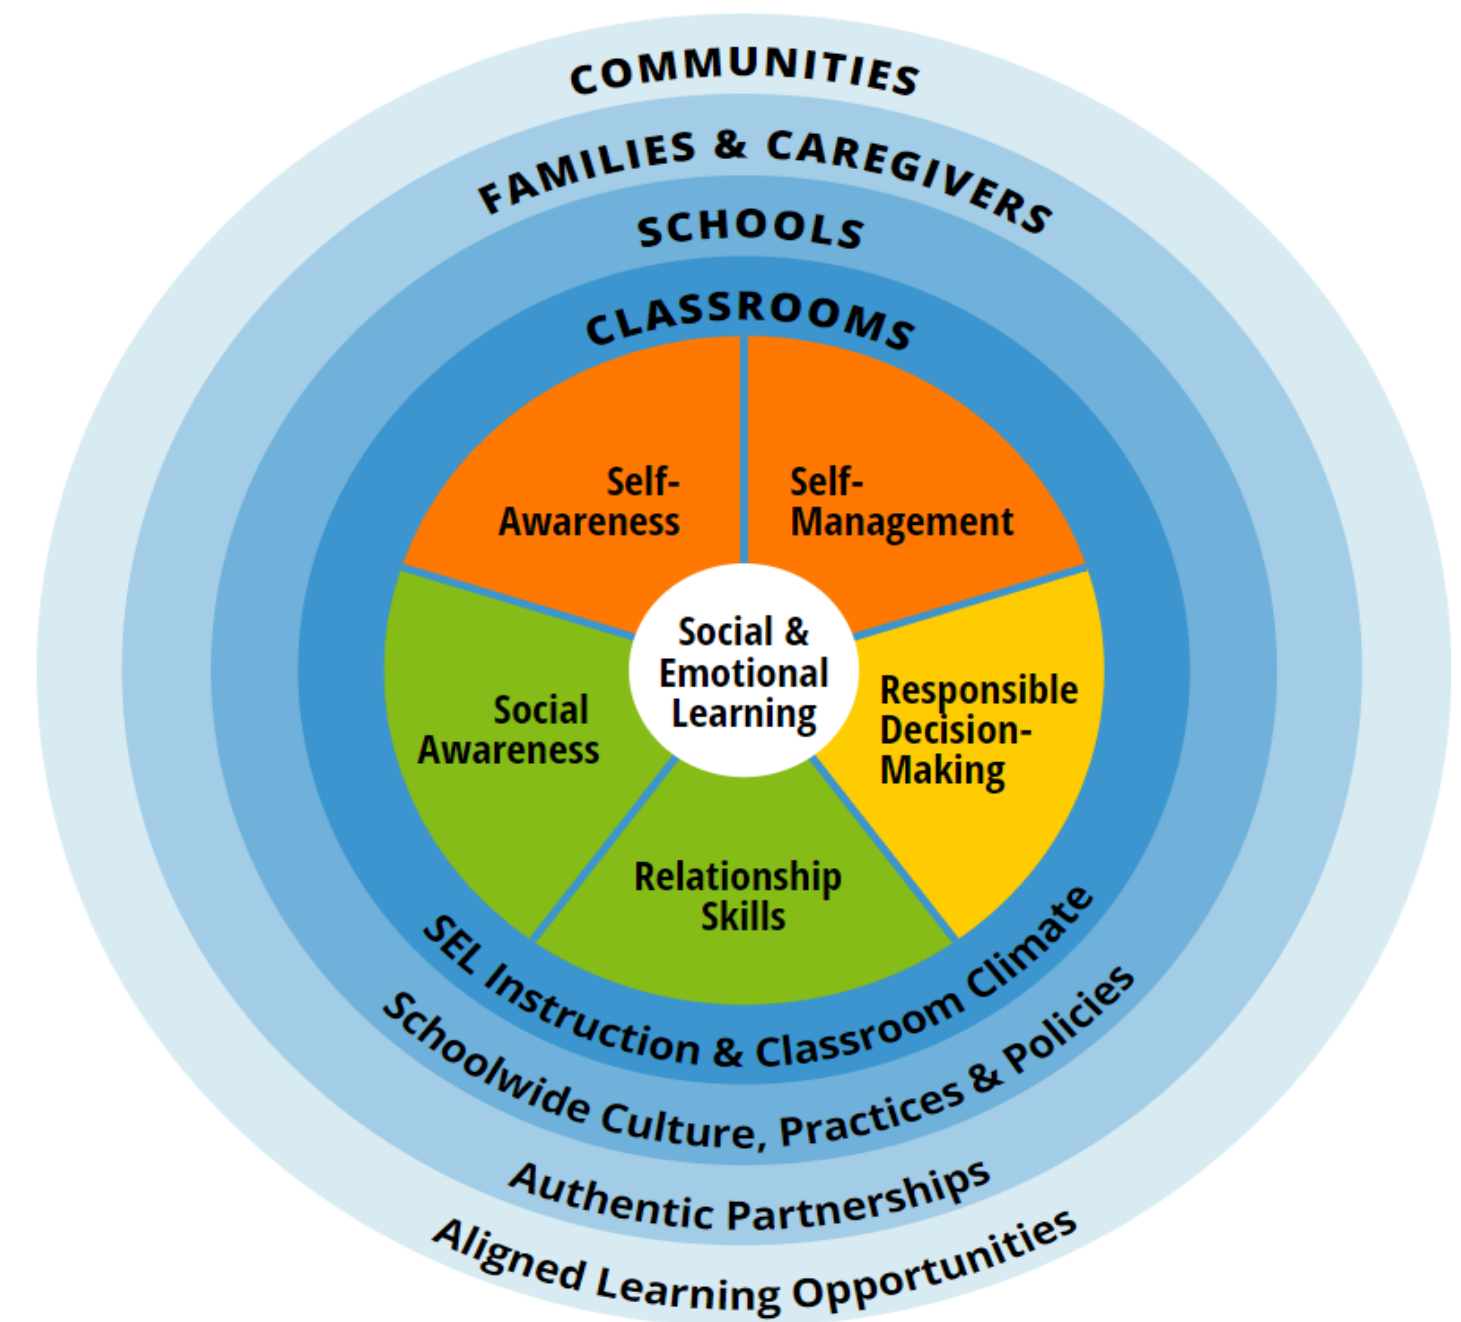 COMMUNITIES
FAMILIES & CAREGIVERS
SCHOOLS
CLASSROOMS
Self-
Awareness
Self-
Management
Social &
Emotional
Learning
Social
Awareness
Responsible
Decision-
Making
Relationship
Skills
SEL Instruction & Classroom Climate
Schoolwide Culture, Practices & Policies
Authentic Partnerships
Aligned Learning Opportunities